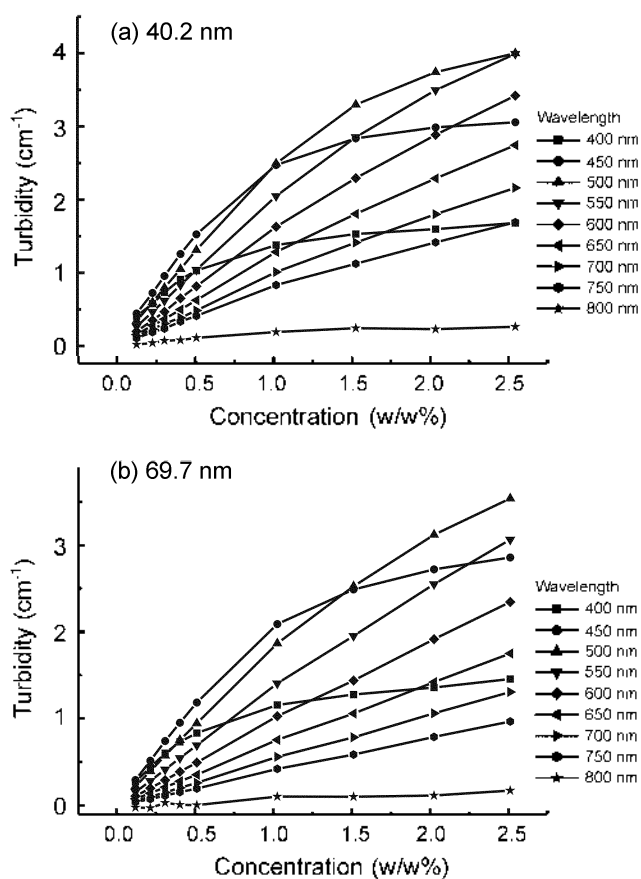 (a) 40.2 nm
Turbidity (cm⁻¹)
4
3
2
1
0
0.0 0.5 1.0 1.5 2.0 2.5
Concentration (w/w%)
Wavelength
400 nm
450 nm
500 nm
550 nm
600 nm
650 nm
700 nm
750 nm
800 nm
(b) 69.7 nm
Turbidity (cm⁻¹)
3
2
1
0
0.0 0.5 1.0 1.5 2.0 2.5
Concentration (w/w%)
Wavelength
400 nm
450 nm
500 nm
550 nm
600 nm
650 nm
700 nm
750 nm
800 nm